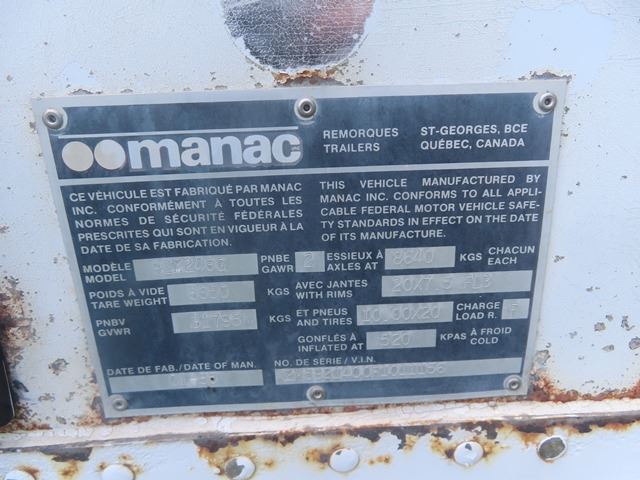 manac
REMORQUES
TRAILERS
ST-GEORGES, BCE
QUÉBEC, CANADA
CE VÉHICULE EST FABRIQUÉ PAR MANAC
INC. CONFORMÉMENT À TOUTES LES
NORMES DE SÉCURITÉ FÉDÉRALES
PRESCRITES QUI SONT EN VIGUEUR À LA
DATE DE SA FABRICATION.
THIS VEHICLE MANUFACTURED BY
MANAC INC. CONFORMS TO ALL APPLI-
CABLE FEDERAL MOTOR VEHICLE SAFE-
TY STANDARDS IN EFFECT ON THE DATE
OF ITS MANUFACTURE.
MODÈLE
MODEL
PNBE
GAWR
2
ESSIEUX À
AXLES AT
8640
KGS
CHACUN
EACH
POIDS À VIDE
TARE WEIGHT
KGS
AVEC JANTES
WITH RIMS
20X7.5
PNBV
GVWR
KGS
ET PNEUS
AND TIRES
10.00/20
CHARGE
LOAD R.
F
GONFLÉS À
INFLATED AT
520
KPAS À FROID
COLD
DATE DE FAB./DATE OF MAN.
NO. DE SÉRIE / V.I.N.